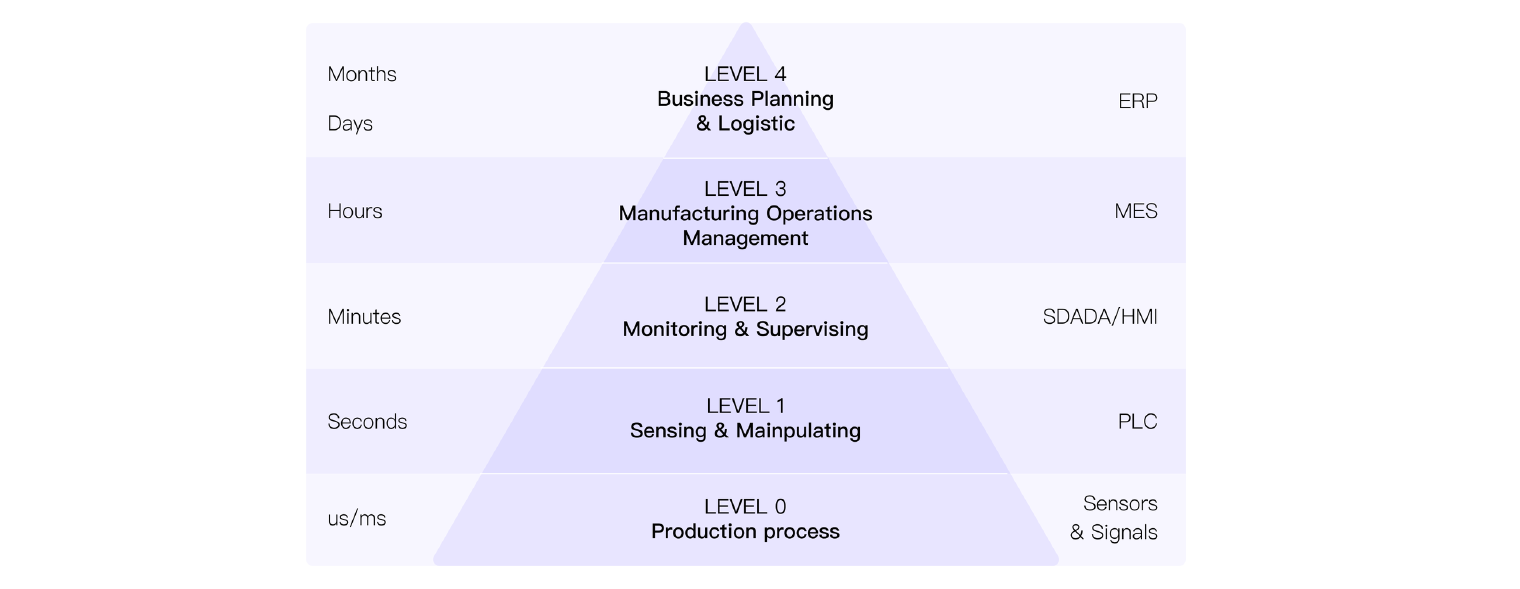 Months
Days
LEVEL 4
Business Planning
& Logistic
ERP
Hours
LEVEL 3
Manufacturing Operations
Management
MES
Minutes
LEVEL 2
Monitoring & Supervising
SDADA/HMI
Seconds
LEVEL 1
Sensing & Mainpulating
PLC
us/ms
LEVEL 0
Production process
Sensors
& Signals